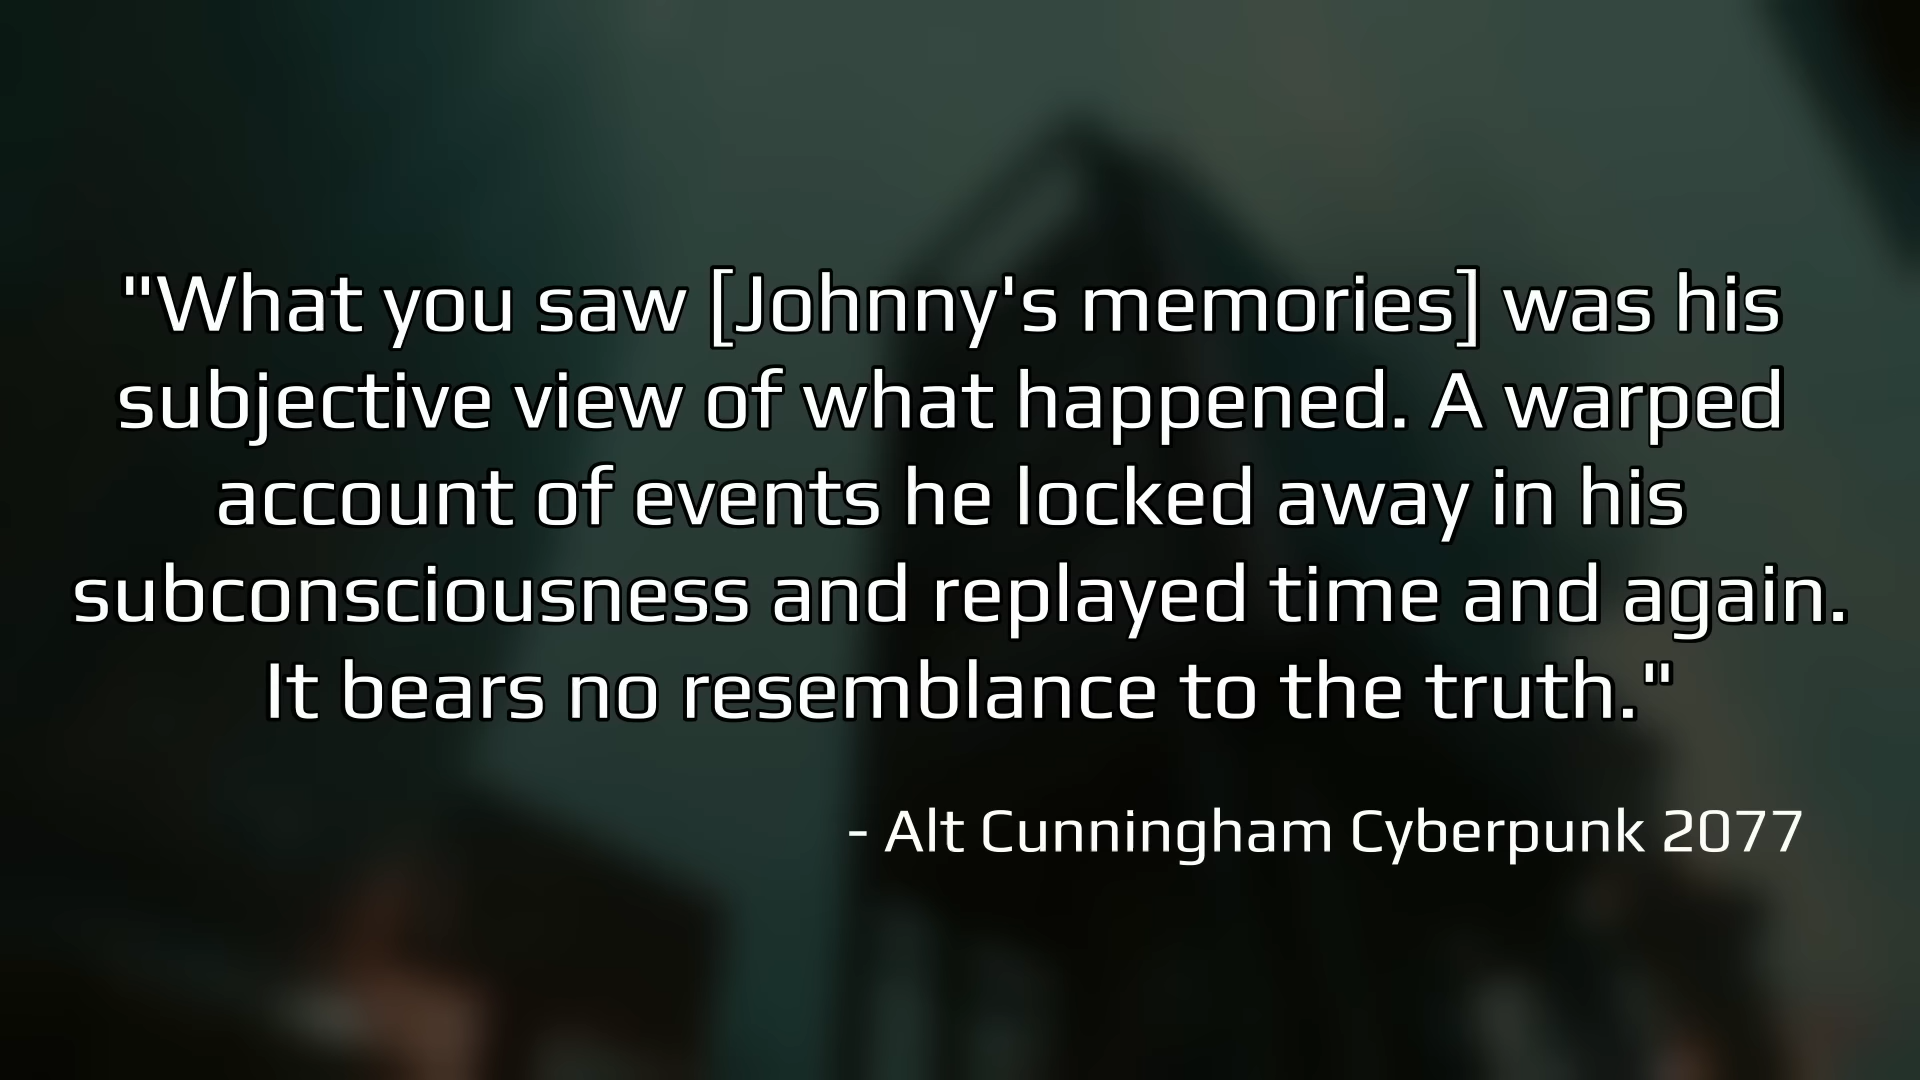 "What you saw [Johnny's memories] was his
subjective view of what happened. A warped
account of events he locked away in his
subconsciousness and replayed time and again.
It bears no resemblance to the truth."
- Alt Cunningham Cyberpunk 2077